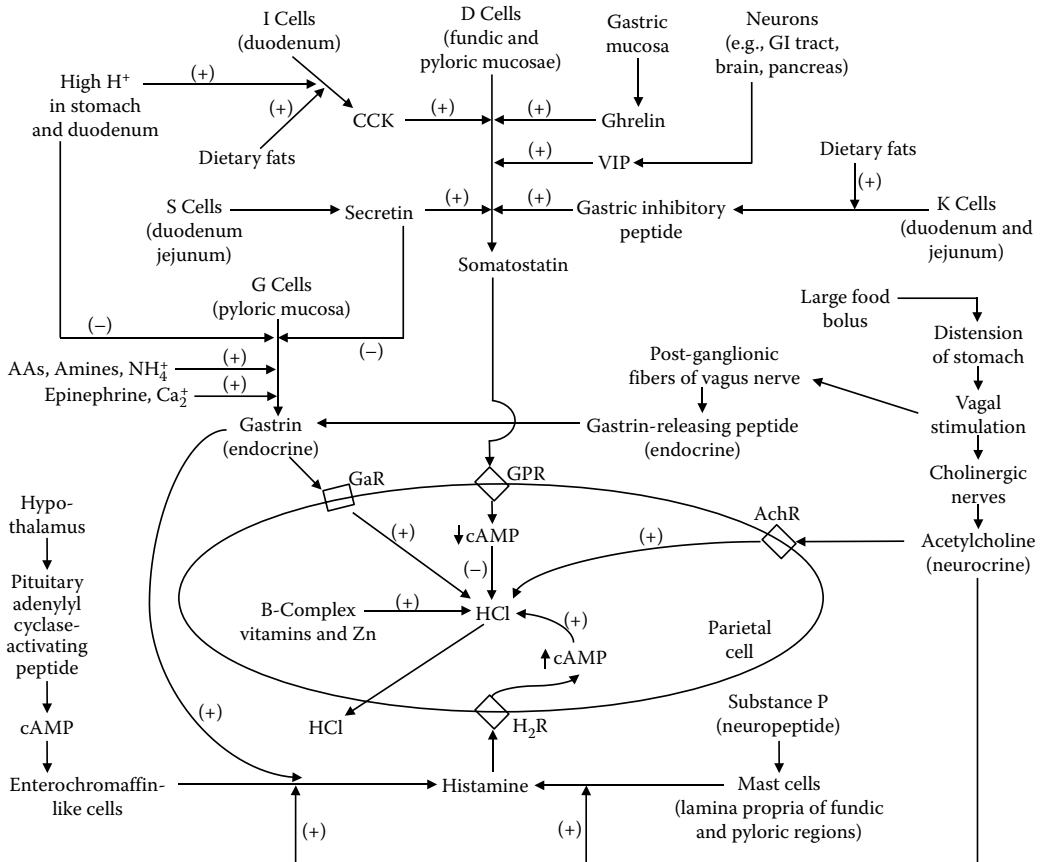 I Cells
(duodenum)
D Cells
(fundic and
pyloric mucosae)
Gastric
mucosa
Neurons
(e.g., GI tract,
brain, pancreas)
High H⁺
in stomach
and duodenum
(+)
(+)
Dietary fats
CCK
(+)
(+)
Ghrelin
(+)
VIP
Dietary fats
(+)
S Cells
(duodenum
jejunum)
Secretin
(+)
(+)
Gastric inhibitory
peptide
K Cells
(duodenum and
jejunum)
Somatostatin
G Cells
(pyloric mucosa)
(–)
(–)
AAs, Amines, NH₄⁺
(+)
Epinephrine, Ca₂⁺
(+)
Large food
bolus
Distension
of stomach
Post-ganglionic
fibers of vagus nerve
Vagal
stimulation
Gastrin
(endocrine)
Gastrin-releasing peptide
(endocrine)
Cholinergic
nerves
GaR
GPR
AchR
Acetylcholine
(neurocrine)
Hypo-
thalamus
Pituitary
adenylyl
cyclase-
activating
peptide
cAMP
(+)
cAMP
(–)
(+)
B-Complex
vitamins and Zn
(+)
HCl
(+)
cAMP
Parietal
cell
HCl
H₂R
Substance P
(neuropeptide)
(+)
Enterochromaffin-
like cells
Histamine
Mast cells
(lamina propria of fundic
and pyloric regions)
(+)
(+)